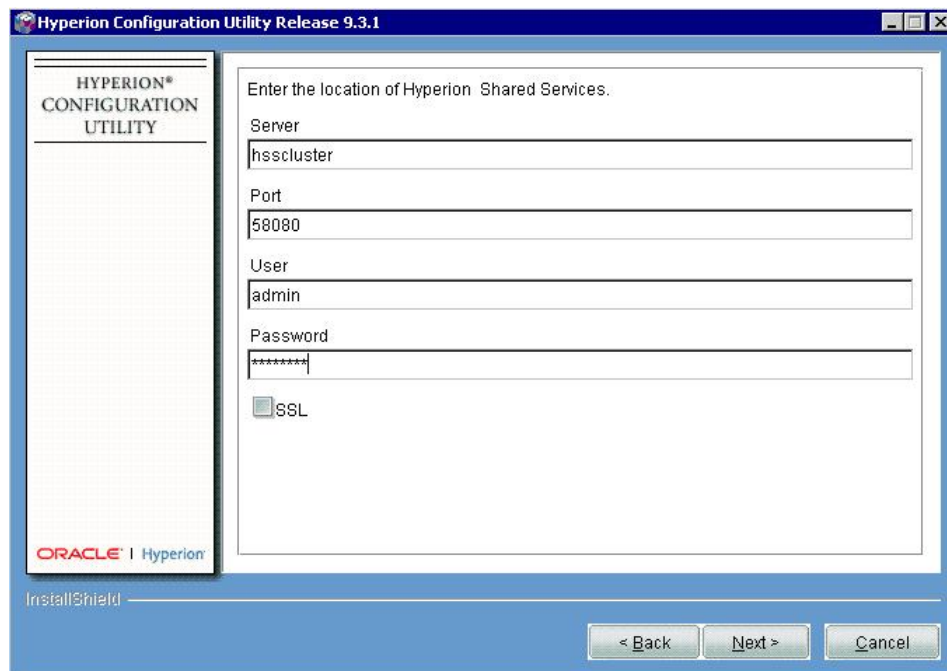 Hyperion Configuration Utility Release 9.3.1
HYPERION®
CONFIGURATION
UTILITY
Enter the location of Hyperion Shared Services.
Server
hsscluster
Port
58080
User
admin
Password
********
SSL
ORACLE® | Hyperion
InstallShield
< Back
Next >
Cancel